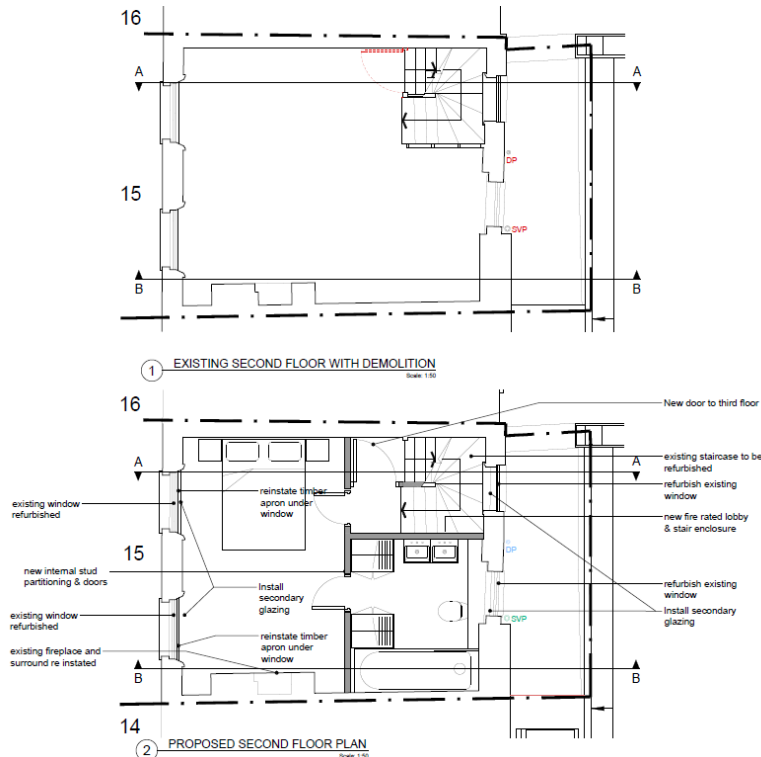 16
A
A
DP
15
SVP
B
B
1
EXISTING SECOND FLOOR WITH DEMOLITION
Scale: 1:50
16
New door to third floor
A
A
existing staircase to be
refurbished
reinstate timber
apron under
window
refurbish existing
window
existing window
refurbished
new fire rated lobby
& stair enclosure
15
DP
new internal stud
partitioning & doors
Install
secondary
glazing
refurbish existing
window
existing window
refurbished
SVP
Install secondary
glazing
reinstate timber
apron under
window
existing fireplace and
surround re instated
B
B
14
2
PROPOSED SECOND FLOOR PLAN
Scale: 1:50